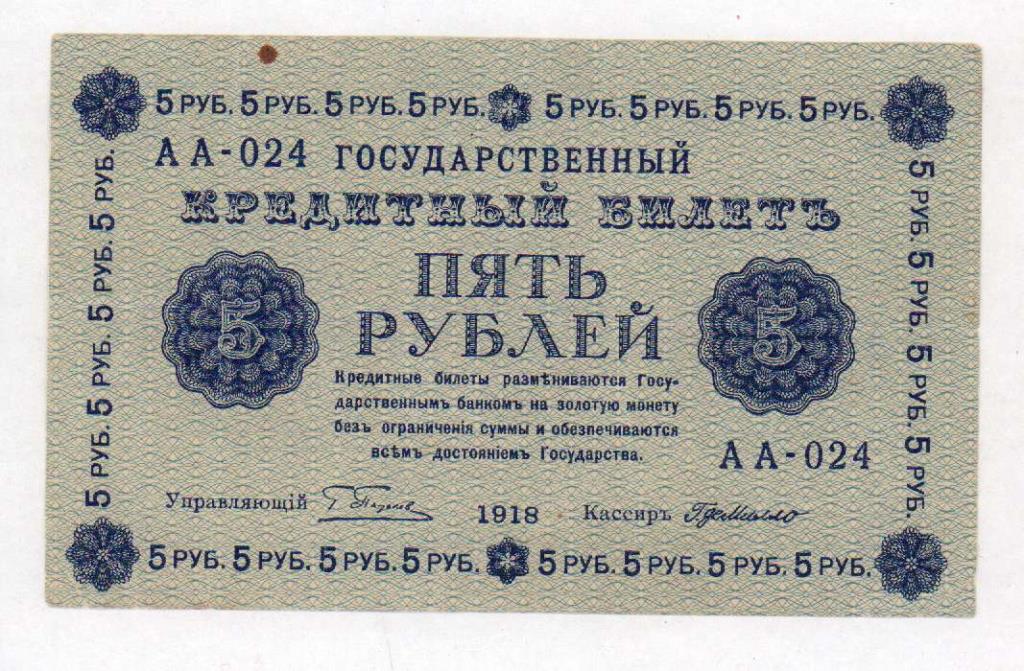 5 РУБ. 5 РУБ. 5 РУБ. 5 РУБ. 5 РУБ. 5 РУБ. 5 РУБ. 5 РУБ.
АА-024 ГОСУДАРСТВЕННЫЙ
КРЕДИТНЫЙ БИЛЕТЪ
5 РУБ. 5 РУБ. 5 РУБ. 5 РУБ.
5
ПЯТЬ
РУБЛЕЙ
5
5 РУБ. 5 РУБ. 5 РУБ. 5 РУБ.
Кредитные билеты размѣниваются Госу-
дарственнымъ банкомъ на золотую монету
безъ ограниченія суммы и обезпечиваются
всѣмъ достояніемъ Государства.
АА-024
Управляющій
1918 Кассиръ
5 РУБ. 5 РУБ. 5 РУБ. 5 РУБ. 5 РУБ. 5 РУБ. 5 РУБ. 5 РУБ.